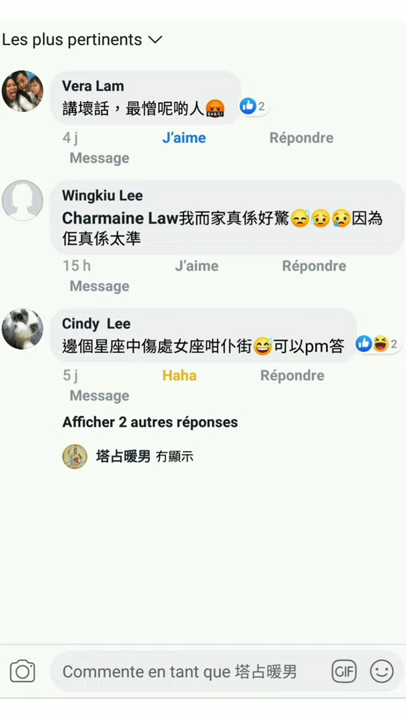 Les plus pertinents
Vera Lam
講壞話，最憎呢啲人🤬
2
4 j J'aime Répondre
Message
Wingkiu Lee
Charmaine Law我而家真係好驚😓😥😢因為
佢真係太準
15 h J'aime Répondre
Message
Cindy Lee
邊個星座中傷處女座咁仆街😅可以pm答
2
5 j Haha Répondre
Message
Afficher 2 autres réponses
塔占暖男 冇顯示
Commente en tant que 塔占暖男
GIF